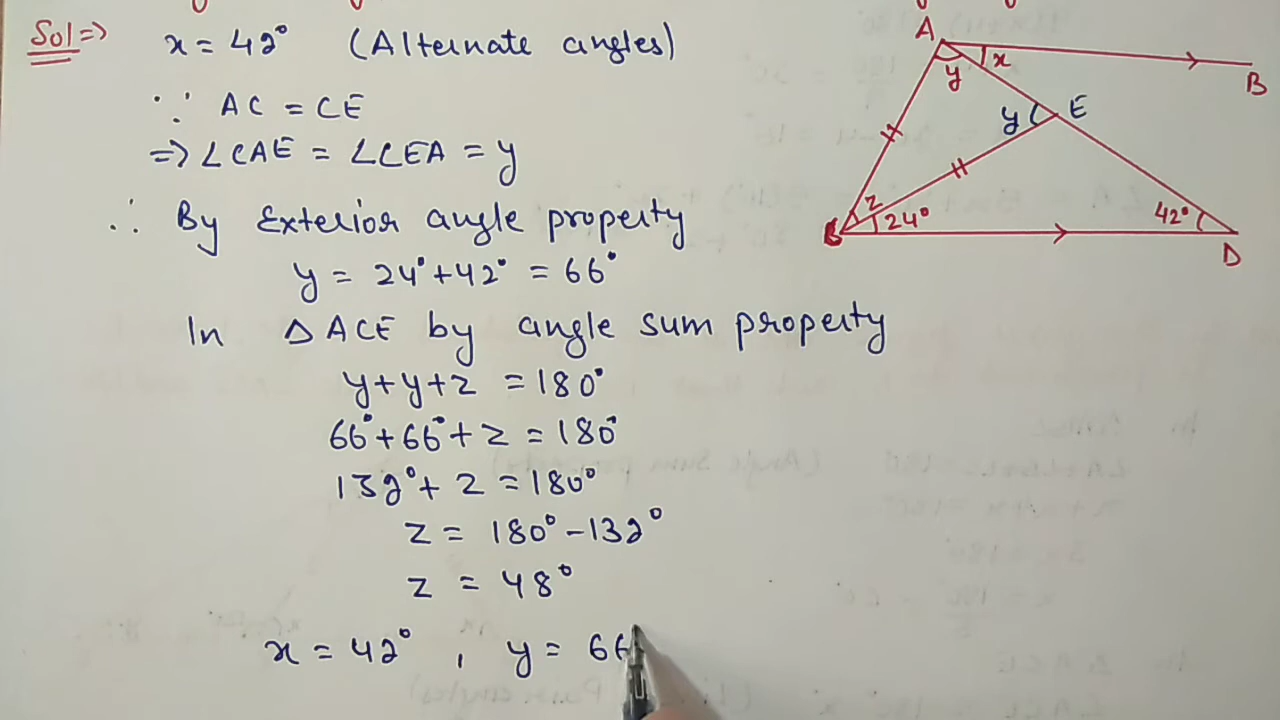 Sol ⇒ x = 42° (Alternate angles)
∵ AC = CE
⇒ ∠CAE = ∠CEA = y
∴ By Exterior angle property
y = 24° + 42° = 66°
In Δ ACE by angle sum property
y + y + z = 180°
66° + 66° + z = 180°
132° + z = 180°
z = 180° - 132°
z = 48°
x = 42° , y = 66
A
x
y
B
y
E
z
24°
42°
D